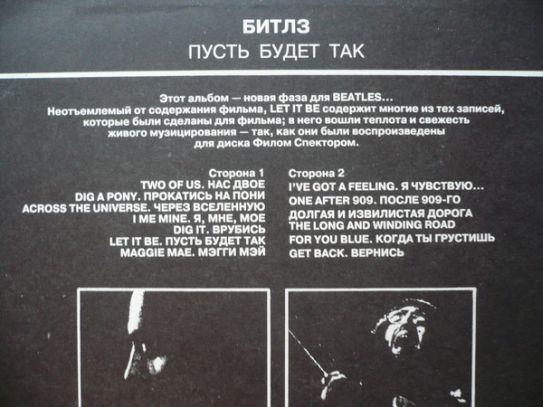 БИТЛЗ
ПУСТЬ БУДЕТ ТАК
Этот альбом — новая фаза для BEATLES...
Неотъемлемый от содержания фильма, LET IT BE содержит многие из тех записей,
которые были сделаны для фильма; в него вошли теплота и свежесть
живого музицирования — так, как они были воспроизведены
для диска Филом Спектором.
Сторона 1
TWO OF US. НАС ДВОЕ
DIG A PONY. ПРОКАТИСЬ НА ПОНИ
ACROSS THE UNIVERSE. ЧЕРЕЗ ВСЕЛЕННУЮ
I ME MINE. Я, МНЕ, МОЕ
DIG IT. ВРУБИСЬ
LET IT BE. ПУСТЬ БУДЕТ ТАК
MAGGIE MAE. МЭГГИ МЭЙ
Сторона 2
I'VE GOT A FEELING. Я ЧУВСТВУЮ...
ONE AFTER 909. ПОСЛЕ 909-ГО
ДОЛГАЯ И ИЗВИЛИСТАЯ ДОРОГА
THE LONG AND WINDING ROAD
FOR YOU BLUE. КОГДА ТЫ ГРУСТИШЬ
GET BACK. ВЕРНИСЬ